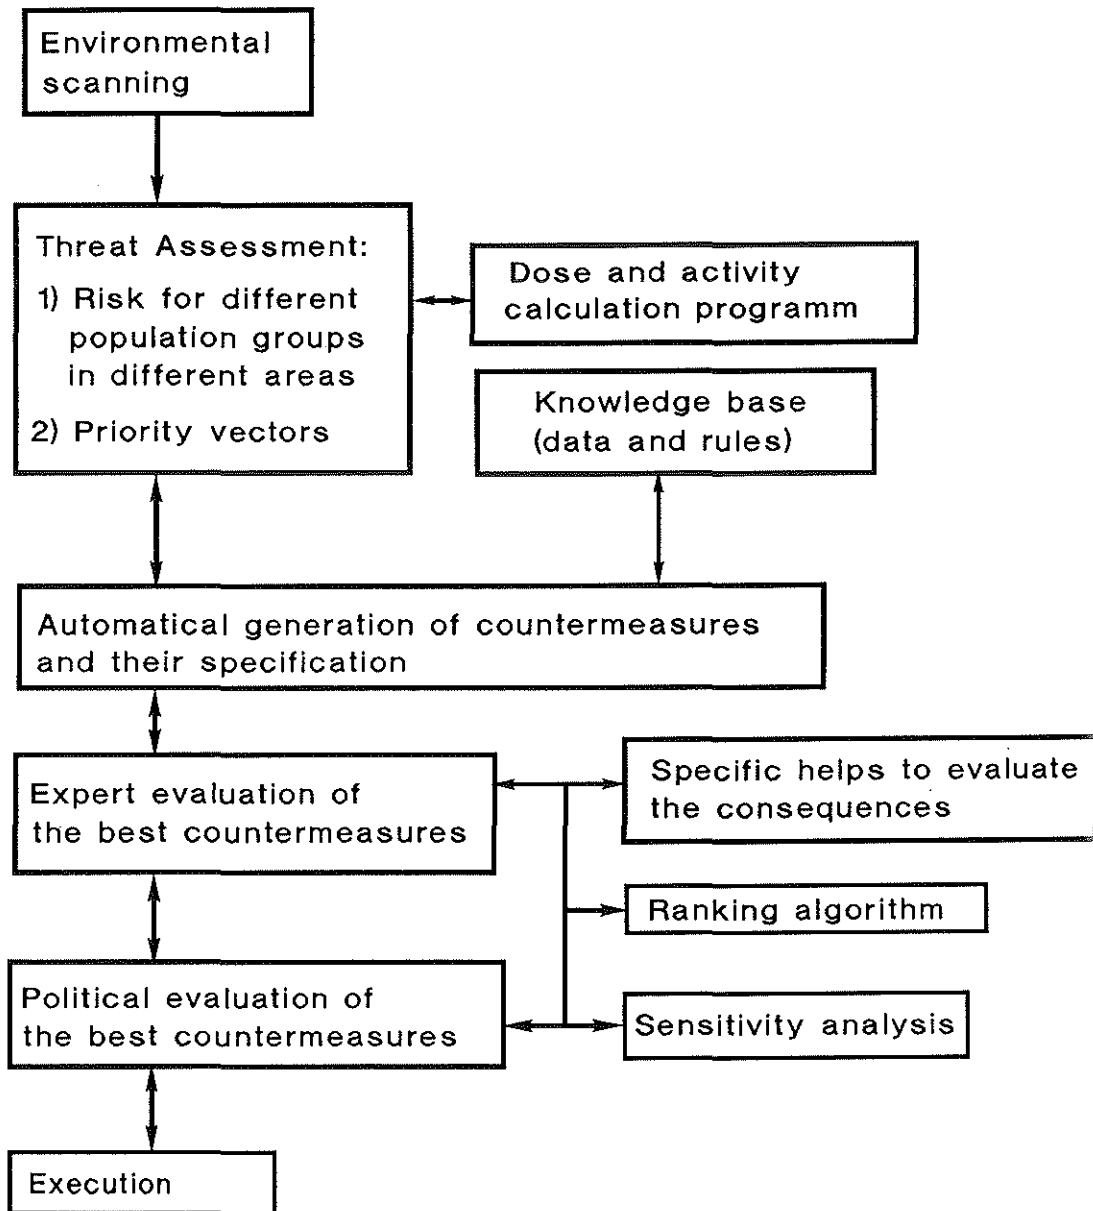 Environmental
scanning
Threat Assessment:
1) Risk for different
population groups
in different areas
2) Priority vectors
Dose and activity
calculation programm
Knowledge base
(data and rules)
Automatical generation of countermeasures
and their specification
Expert evaluation of
the best countermeasures
Specific helps to evaluate
the consequences
Ranking algorithm
Political evaluation of
the best countermeasures
Sensitivity analysis
Execution